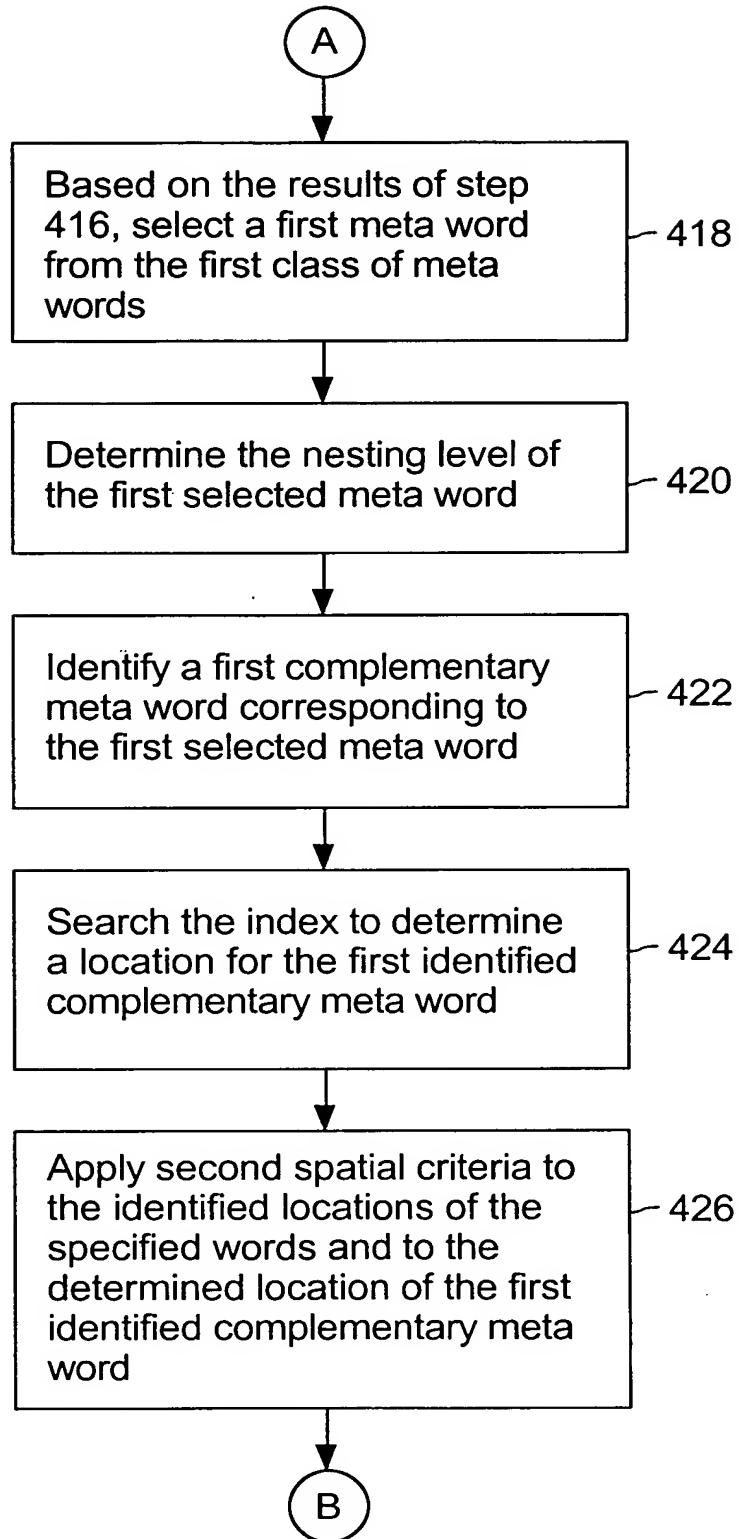 A
Based on the results of step
416, select a first meta word
from the first class of meta
words
418
Determine the nesting level of
the first selected meta word
420
Identify a first complementary
meta word corresponding to
the first selected meta word
422
Search the index to determine
a location for the first identified
complementary meta word
424
Apply second spatial criteria to
the identified locations of the
specified words and to the
determined location of the first
identified complementary meta
word
426
B